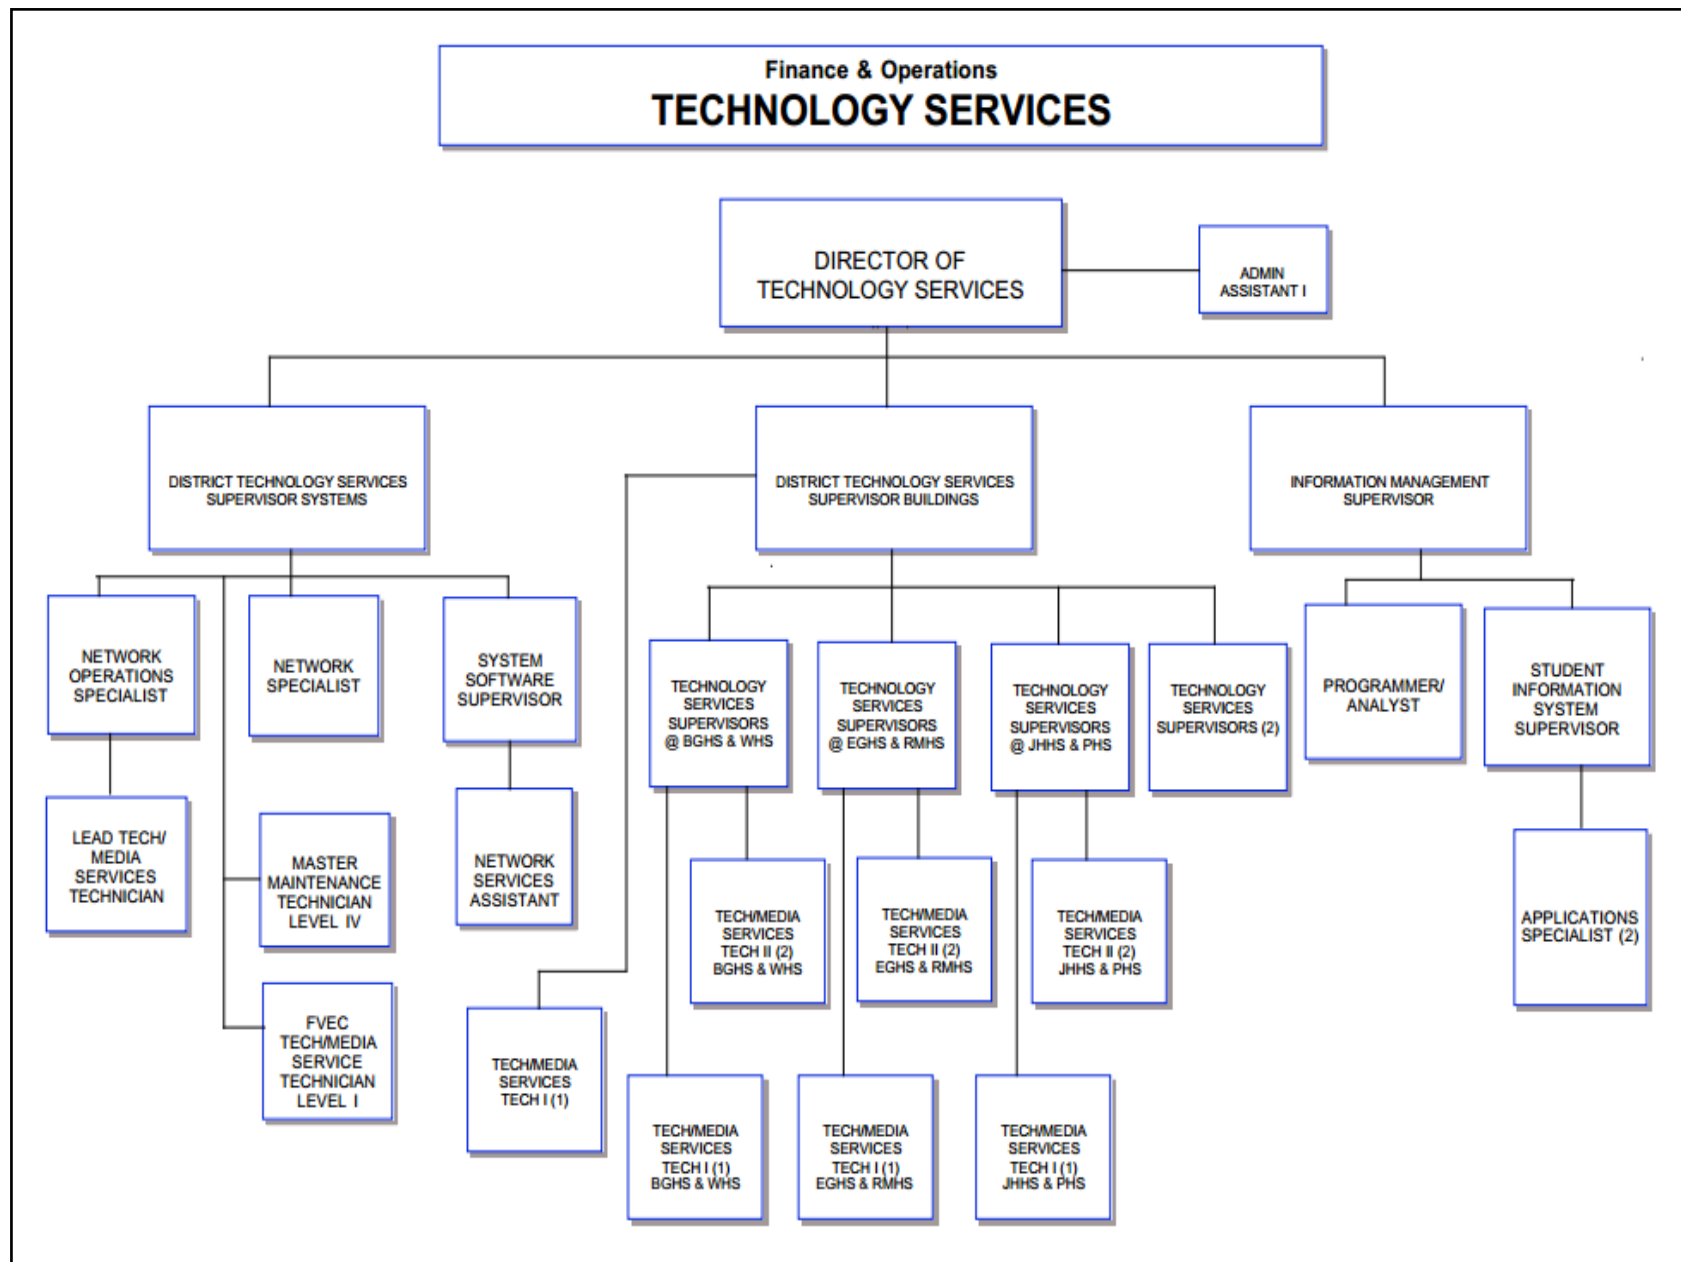 Finance & Operations
TECHNOLOGY SERVICES
DIRECTOR OF
TECHNOLOGY SERVICES
ADMIN
ASSISTANT I
DISTRICT TECHNOLOGY SERVICES
SUPERVISOR SYSTEMS
DISTRICT TECHNOLOGY SERVICES
SUPERVISOR BUILDINGS
INFORMATION MANAGEMENT
SUPERVISOR
NETWORK
OPERATIONS
SPECIALIST
NETWORK
SPECIALIST
SYSTEM
SOFTWARE
SUPERVISOR
TECHNOLOGY
SERVICES
SUPERVISORS
@ BGHS & WHS
TECHNOLOGY
SERVICES
SUPERVISORS
@ EGHS & RMHS
TECHNOLOGY
SERVICES
SUPERVISORS
@ JHHS & PHS
TECHNOLOGY
SERVICES
SUPERVISORS (2)
PROGRAMMER/
ANALYST
STUDENT
INFORMATION
SYSTEM
SUPERVISOR
LEAD TECH/
MEDIA
SERVICES
TECHNICIAN
MASTER
MAINTENANCE
TECHNICIAN
LEVEL IV
NETWORK
SERVICES
ASSISTANT
TECH/MEDIA
SERVICES
TECH II (2)
BGHS & WHS
TECH/MEDIA
SERVICES
TECH II (2)
EGHS & RMHS
TECH/MEDIA
SERVICES
TECH II (2)
JHHS & PHS
APPLICATIONS
SPECIALIST (2)
FVEC
TECH/MEDIA
SERVICE
TECHNICIAN
LEVEL I
TECH/MEDIA
SERVICES
TECH I (1)
TECH/MEDIA
SERVICES
TECH I (1)
BGHS & WHS
TECH/MEDIA
SERVICES
TECH I (1)
EGHS & RMHS
TECH/MEDIA
SERVICES
TECH I (1)
JHHS & PHS